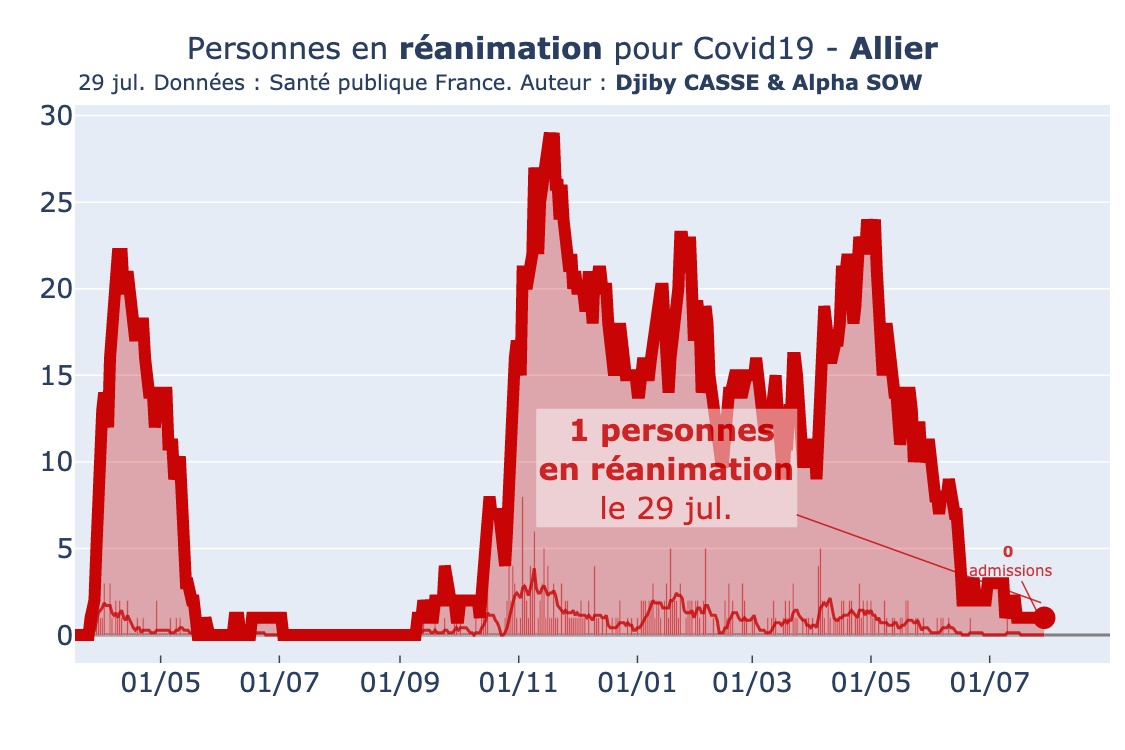 Personnes en réanimation pour Covid19 - Allier
29 jul. Données : Santé publique France. Auteur : Djiby CASSE & Alpha SOW
30
25
20
15
10
5
0
1 personnes
en réanimation
le 29 jul.
0
admissions
01/05 01/07 01/09 01/11 01/01 01/03 01/05 01/07